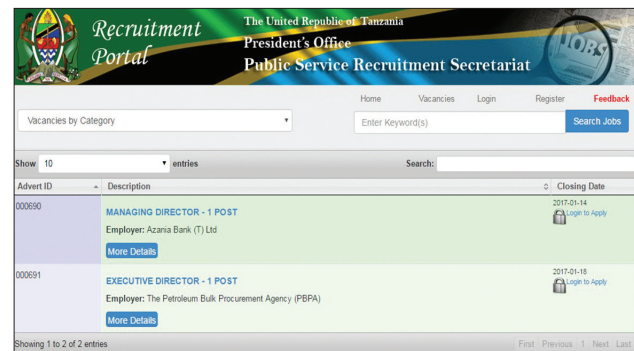 Recruitment Portal
The United Republic of Tanzania
President's Office
Public Service Recruitment Secretariat
JOBS
Home Vacancies Login Register Feedback
Vacancies by Category
Enter Keyword(s)
Search Jobs
Show 10 entries
Search:
Advert ID Description Closing Date
000690
MANAGING DIRECTOR - 1 POST
Employer: Azania Bank (T) Ltd
More Details
2017-01-14
Login to Apply
000691
EXECUTIVE DIRECTOR - 1 POST
Employer: The Petroleum Bulk Procurement Agency (PBPA)
More Details
2017-01-18
Login to Apply
Showing 1 to 2 of 2 entries
First Previous 1 Next Last